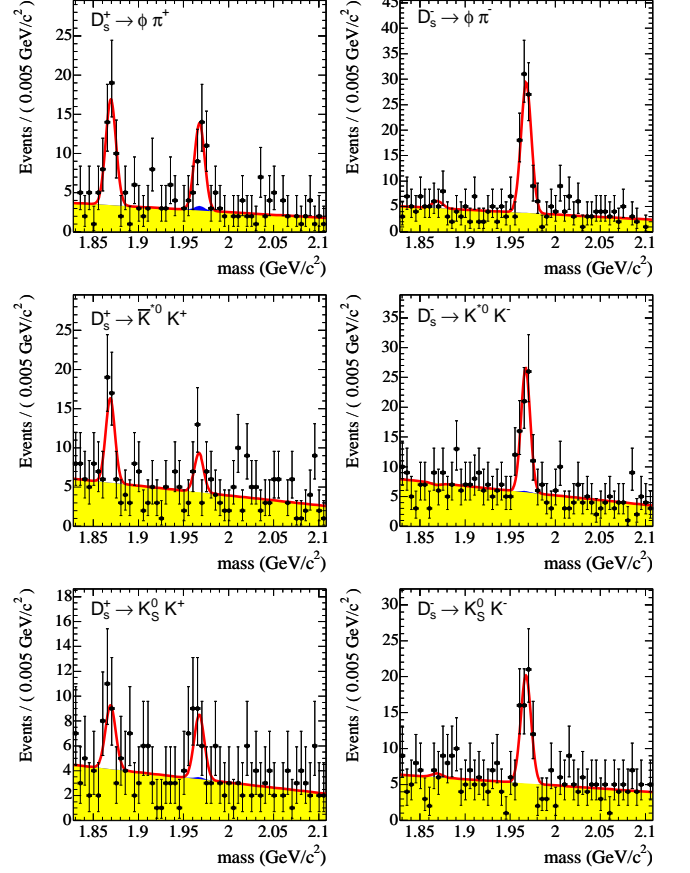 D_s^+ → φ π^+
Events / ( 0.005 GeV/c^2 )
25
20
15
10
5
0
1.85 1.9 1.95 2 2.05 2.1
mass (GeV/c^2)
D_s^- → φ π^-
Events / ( 0.005 GeV/c^2 )
45
40
35
30
25
20
15
10
5
0
1.85 1.9 1.95 2 2.05 2.1
mass (GeV/c^2)
D_s^+ → K̅^{*0} K^+
Events / ( 0.005 GeV/c^2 )
25
20
15
10
5
0
1.85 1.9 1.95 2 2.05 2.1
mass (GeV/c^2)
D_s^- → K^{*0} K^-
Events / ( 0.005 GeV/c^2 )
35
30
25
20
15
10
5
0
1.85 1.9 1.95 2 2.05 2.1
mass (GeV/c^2)
D_s^+ → K_S^0 K^+
Events / ( 0.005 GeV/c^2 )
18
16
14
12
10
8
6
4
2
0
1.85 1.9 1.95 2 2.05 2.1
mass (GeV/c^2)
D_s^- → K_S^0 K^-
Events / ( 0.005 GeV/c^2 )
30
25
20
15
10
5
0
1.85 1.9 1.95 2 2.05 2.1
mass (GeV/c^2)